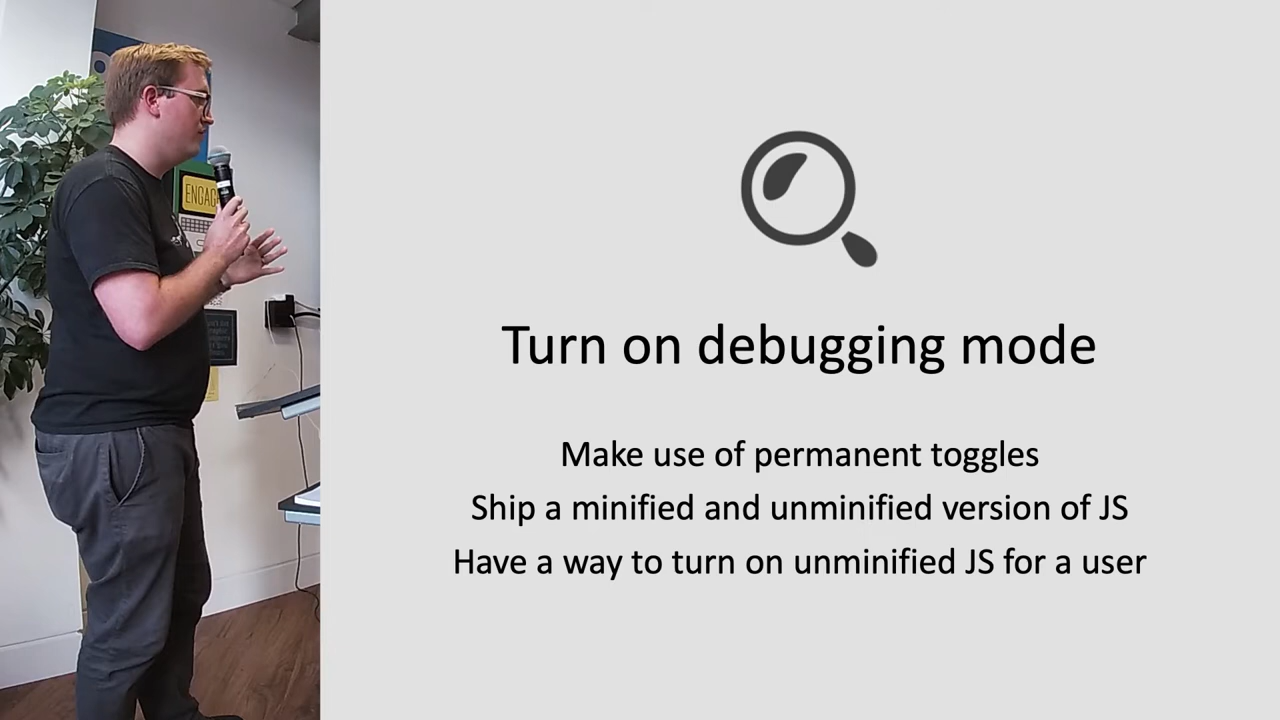 ENGAG
Turn on debugging mode
Make use of permanent toggles
Ship a minified and unminified version of JS
Have a way to turn on unminified JS for a user